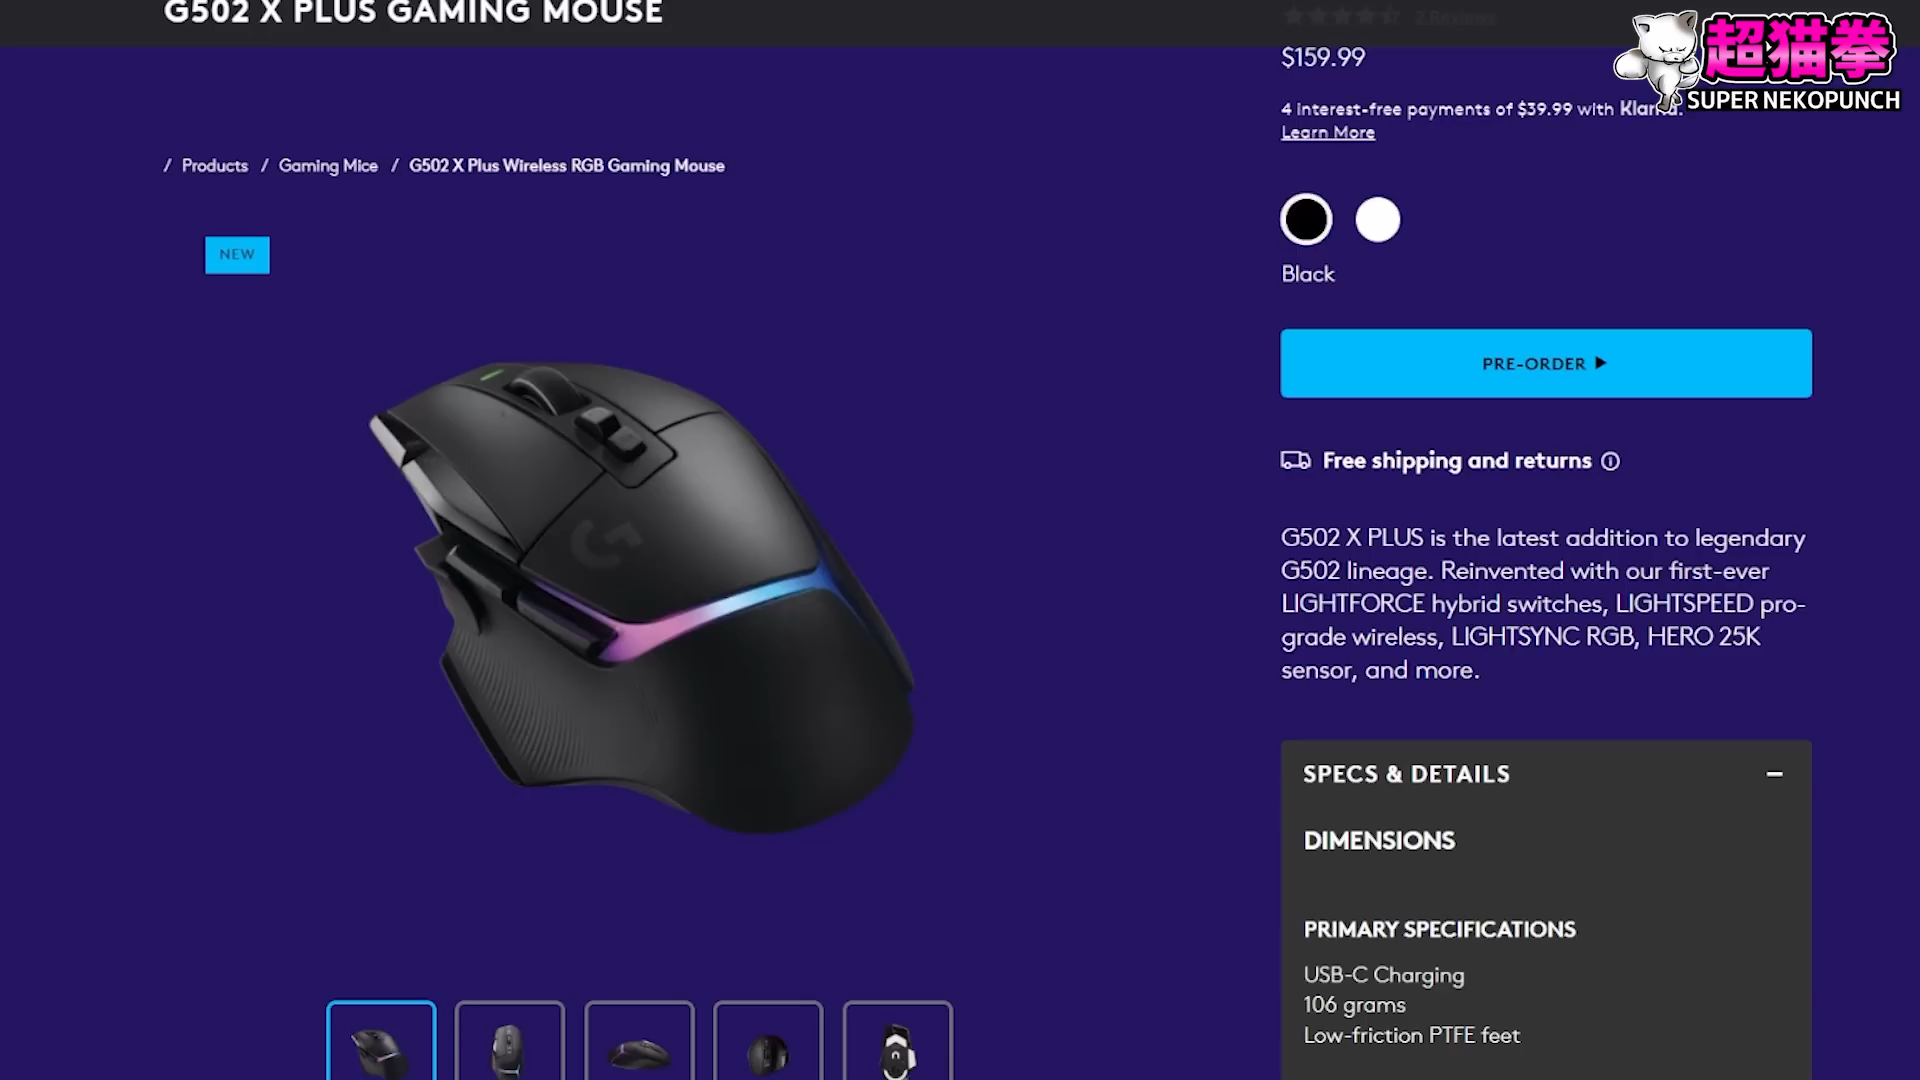 G502 X PLUS GAMING MOUSE
2 Reviews
$159.99
超猫拳
SUPER NEKOPUNCH
4 interest-free payments of $39.99 with Klarna.
Learn More
/ Products / Gaming Mice / G502 X Plus Wireless RGB Gaming Mouse
NEW
Black
PRE-ORDER
Free shipping and returns
G502 X PLUS is the latest addition to legendary
G502 lineage. Reinvented with our first-ever
LIGHTFORCE hybrid switches, LIGHTSPEED pro-
grade wireless, LIGHTSYNC RGB, HERO 25K
sensor, and more.
SPECS & DETAILS
DIMENSIONS
PRIMARY SPECIFICATIONS
USB-C Charging
106 grams
Low-friction PTFE feet